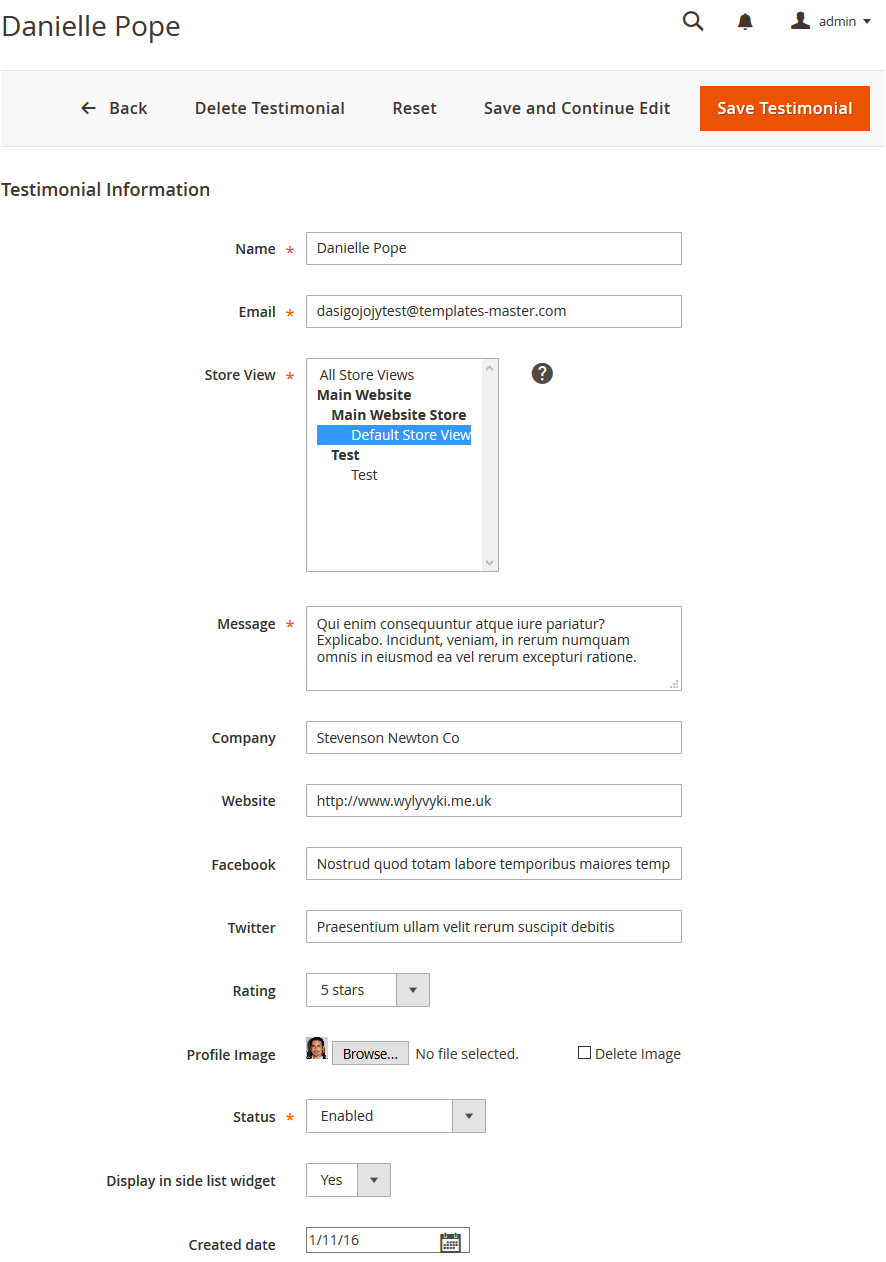 Danielle Pope
admin
Back Delete Testimonial Reset Save and Continue Edit Save Testimonial
Testimonial Information
Name * Danielle Pope
Email * dasigojojytest@templates-master.com
Store View * All Store Views ?
Main Website
Main Website Store
Default Store View
Test
Test
Message * Qui enim consequuntur atque iure pariatur?
Explicabo. Incidunt, veniam, in rerum numquam
omnis in eiusmod ea vel rerum excepturi ratione.
Company Stevenson Newton Co
Website http://www.wylyvyki.me.uk
Facebook Nostrud quod totam labore temporibus maiores temp
Twitter Praesentium ullam velit rerum suscipit debitis
Rating 5 stars
Profile Image Browse... No file selected. Delete Image
Status * Enabled
Display in side list widget Yes
Created date 1/11/16